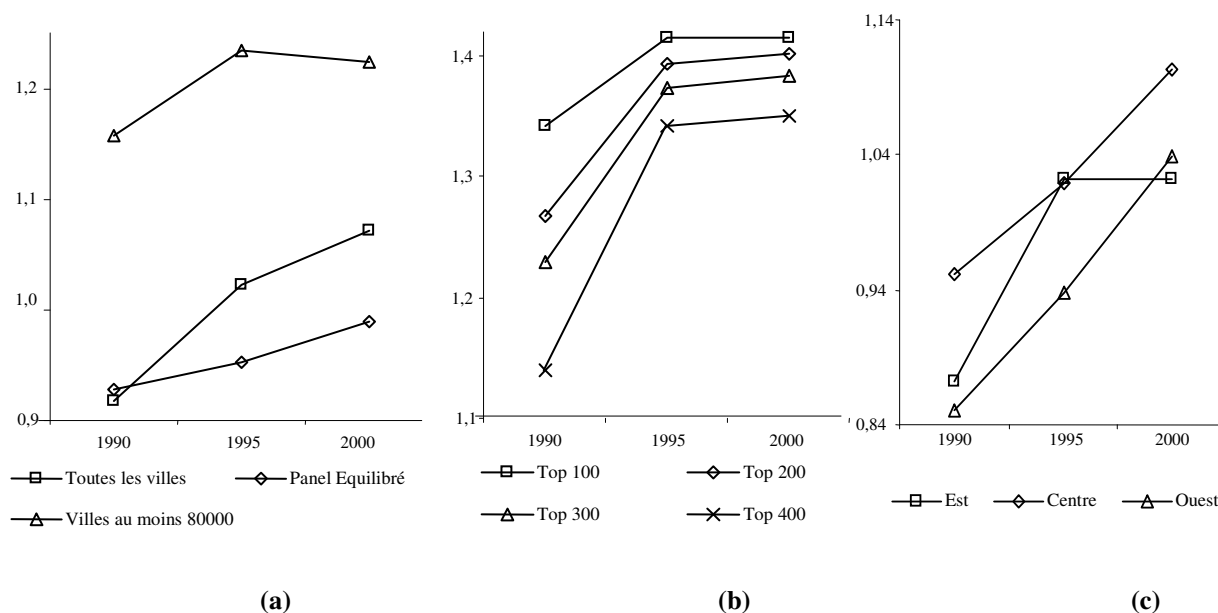 1,2
1,1
1,0
0,9
1990 1995 2000
Toutes les villes Panel Equilibré
Villes au moins 80000
(a)
1,4
1,3
1,2
1,1
1990 1995 2000
Top 100 Top 200
Top 300 Top 400
(b)
1,14
1,04
0,94
0,84
1990 1995 2000
Est Centre Ouest
(c)